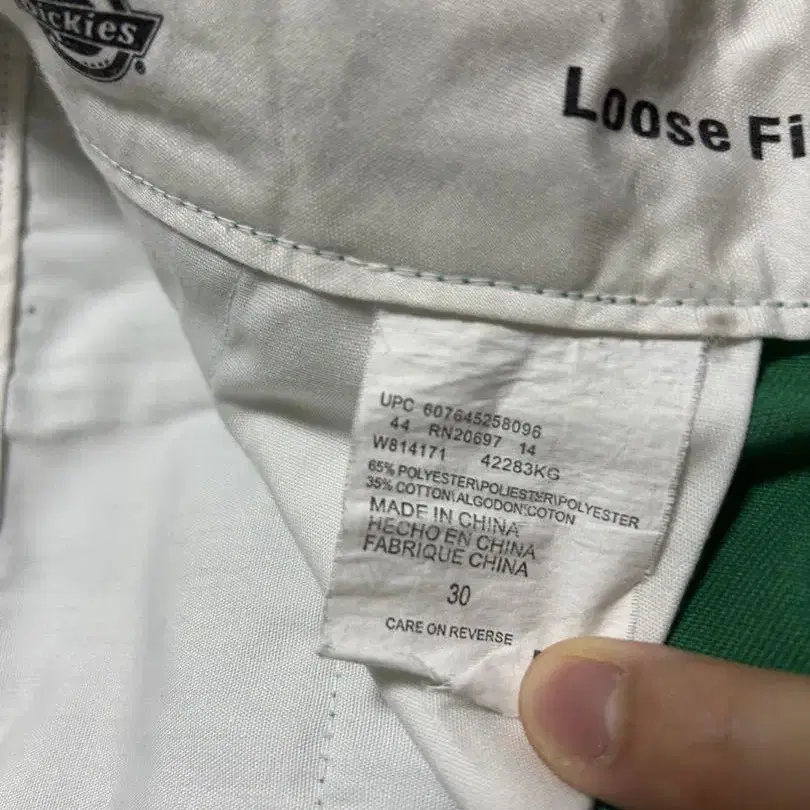 Dickies
®
Loose Fi
UPC 607645258096
44 RN20697 14
W814171 42283KG
65% POLYESTER\POLIESTER\POLYESTER
35% COTTON\ALGODON\COTON
MADE IN CHINA
HECHO EN CHINA
FABRIQUE CHINA
30
CARE ON REVERSE